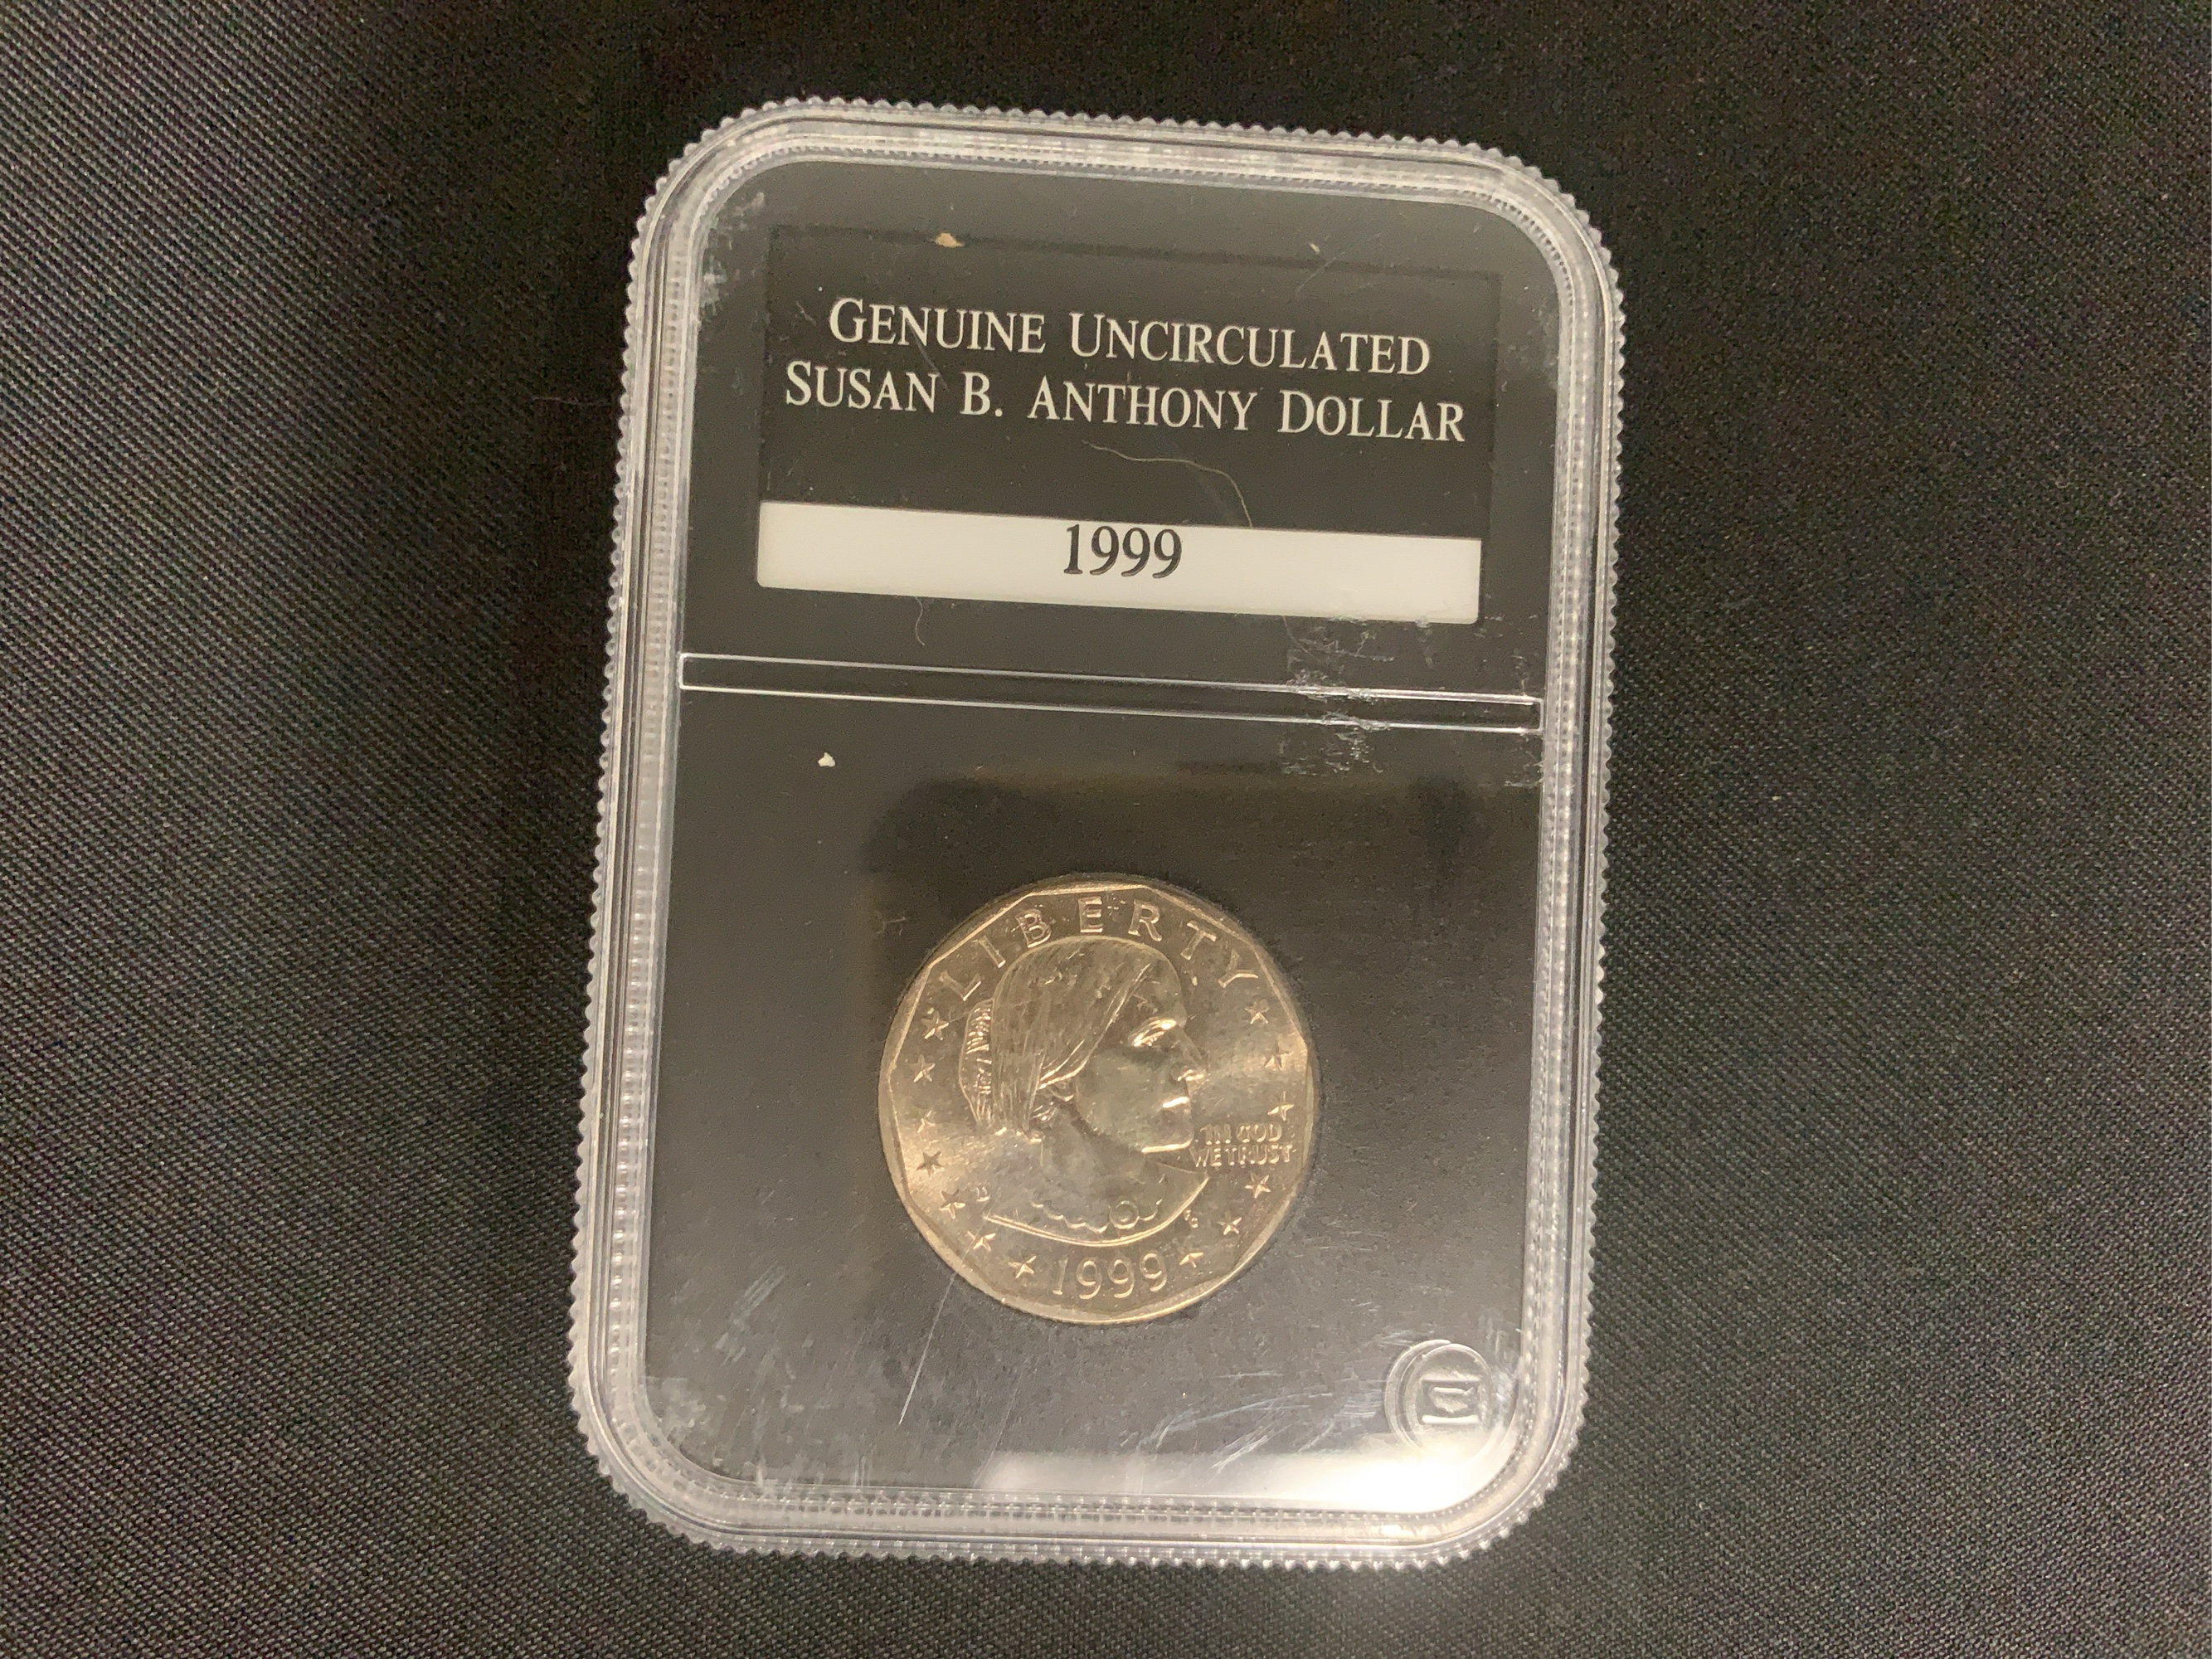 GENUINE UNCIRCULATED
SUSAN B. ANTHONY DOLLAR
1999
LIBERTY
IN GOD
WE TRUST
1999